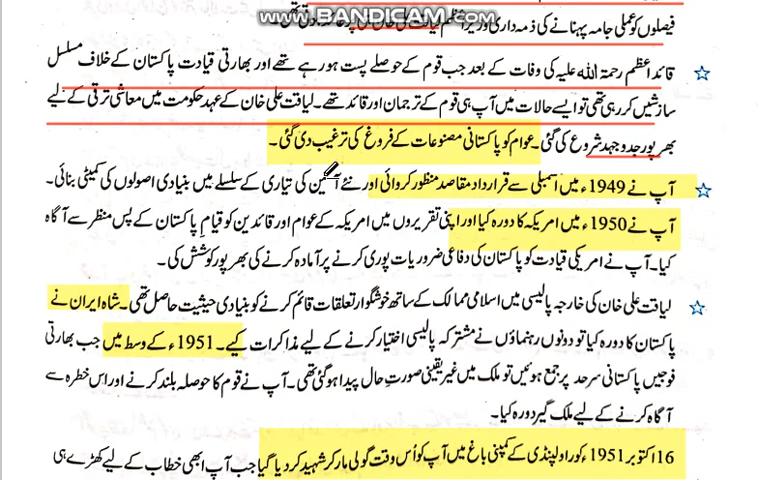 www.BANDICAM.com
فیصلوں کو عملی جامہ پہنانے کی ذمہ داری
قائد اعظم رحمۃ اللہ علیہ کی وفات کے بعد جب قوم کے حوصلے پست ہو رہے تھے اور بھارتی قیادت پاکستان کے خلاف مسلسل
سازشیں کر رہی تھی تو ایسے حالات میں آپ ہی قوم کے ترجمان اور قائد تھے۔ لیاقت علی خان کے عہد حکومت میں معاشی ترقی کے لیے
بھر پور جدوجہد شروع کی گئی۔ عوام کو پاکستانی مصنوعات کے فروغ کی ترغیب دی گئی۔
آپ نے 1949ء میں اسمبلی سے قرارداد مقاصد منظور کروائی اور نئے آئین کی تیاری کے سلسلے میں بنیادی اصولوں کی کمیٹی بنائی۔
آپ نے 1950ء میں امریکہ کا دورہ کیا اور اپنی تقریروں میں امریکہ کے عوام اور قائدین کو قیامِ پاکستان کے پس منظر سے آگاہ
کیا۔ آپ نے امریکی قیادت کو پاکستان کی دفاعی ضروریات پوری کرنے پر آمادہ کرنے کی بھر پور کوشش کی۔
لیاقت علی خان کی خارجہ پالیسی میں اسلامی ممالک کے ساتھ خوشگوار تعلقات قائم کرنے کو بنیادی حیثیت حاصل تھی۔ شاہ ایران نے
پاکستان کا دورہ کیا تو دونوں رہنماؤں نے مشترکہ پالیسی اختیار کرنے کے لیے مذاکرات کیے۔ 1951ء کے وسط میں جب بھارتی
فوجیں پاکستانی سرحد پر جمع ہوئیں تو ملک میں غیر یقینی صورتِ حال پیدا ہو گئی تھی۔ آپ نے قوم کا حوصلہ بلند کرنے اور اس خطرہ سے
آگاہ کرنے کے لیے ملک گیر دورہ کیا۔
16 اکتوبر 1951ء کو راولپنڈی کے کمپنی باغ میں آپ کو اُس وقت گولی مار کر شہید کر دیا گیا جب آپ ابھی خطاب کے لیے کھڑے ہی